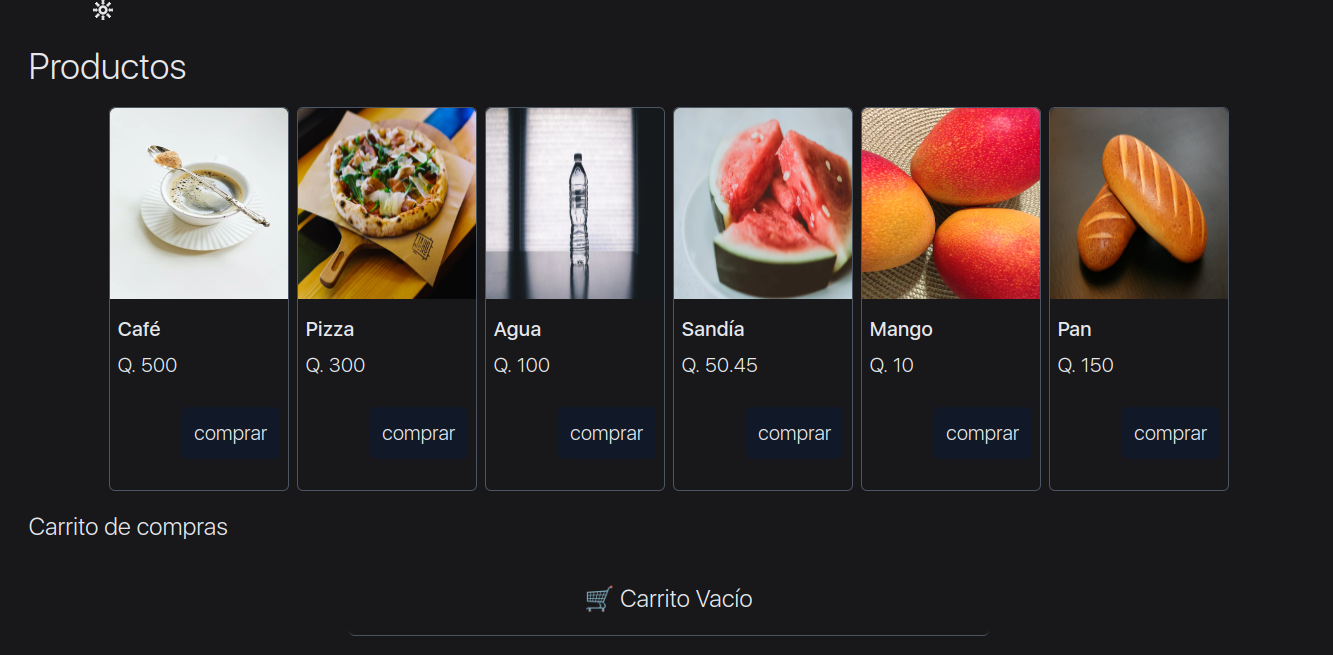 Productos
Café
Q. 500
comprar
Pizza
Q. 300
comprar
Agua
Q. 100
comprar
Sandía
Q. 50.45
comprar
Mango
Q. 10
comprar
Pan
Q. 150
comprar
Carrito de compras
🛒 Carrito Vacío